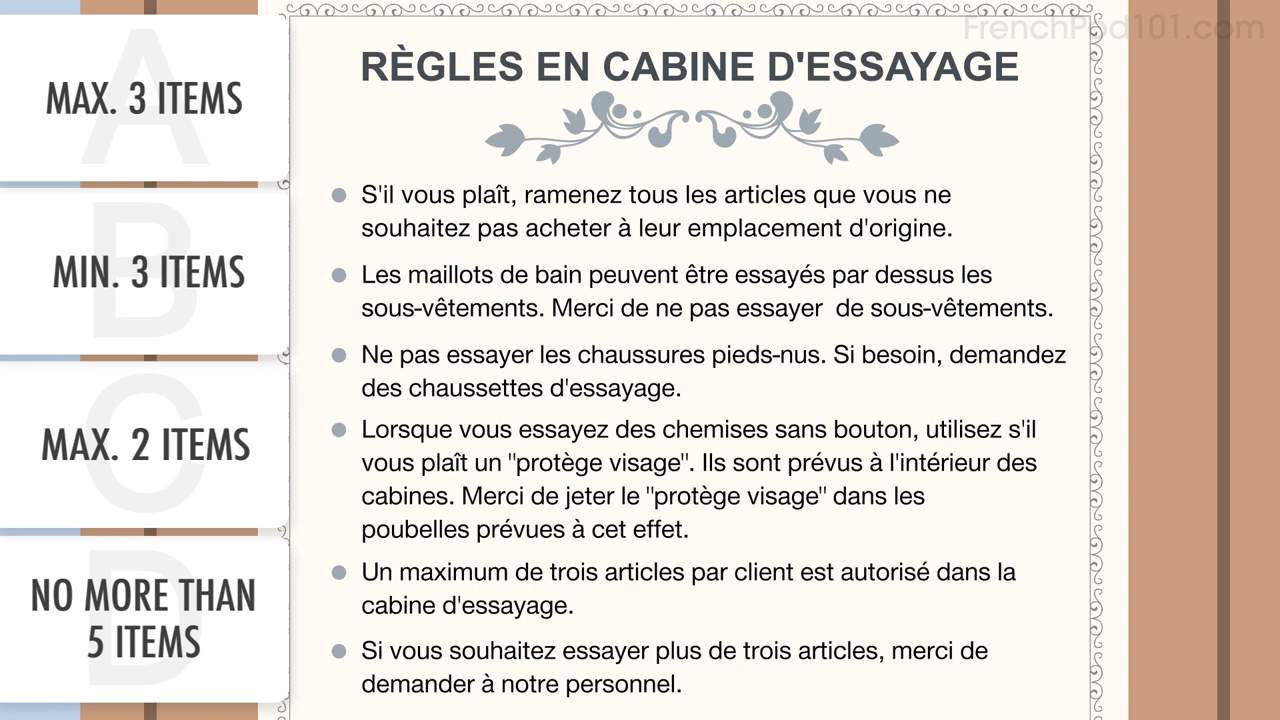 FrenchPod101.com
A
MAX. 3 ITEMS
B
MIN. 3 ITEMS
C
MAX. 2 ITEMS
D
NO MORE THAN
5 ITEMS
RÈGLES EN CABINE D'ESSAYAGE
S'il vous plaît, ramenez tous les articles que vous ne
souhaitez pas acheter à leur emplacement d'origine.
Les maillots de bain peuvent être essayés par dessus les
sous-vêtements. Merci de ne pas essayer  de sous-vêtements.
Ne pas essayer les chaussures pieds-nus. Si besoin, demandez
des chaussettes d'essayage.
Lorsque vous essayez des chemises sans bouton, utilisez s'il
vous plaît un "protège visage". Ils sont prévus à l'intérieur des
cabines. Merci de jeter le "protège visage" dans les
poubelles prévues à cet effet.
Un maximum de trois articles par client est autorisé dans la
cabine d'essayage.
Si vous souhaitez essayer plus de trois articles, merci de
demander à notre personnel.